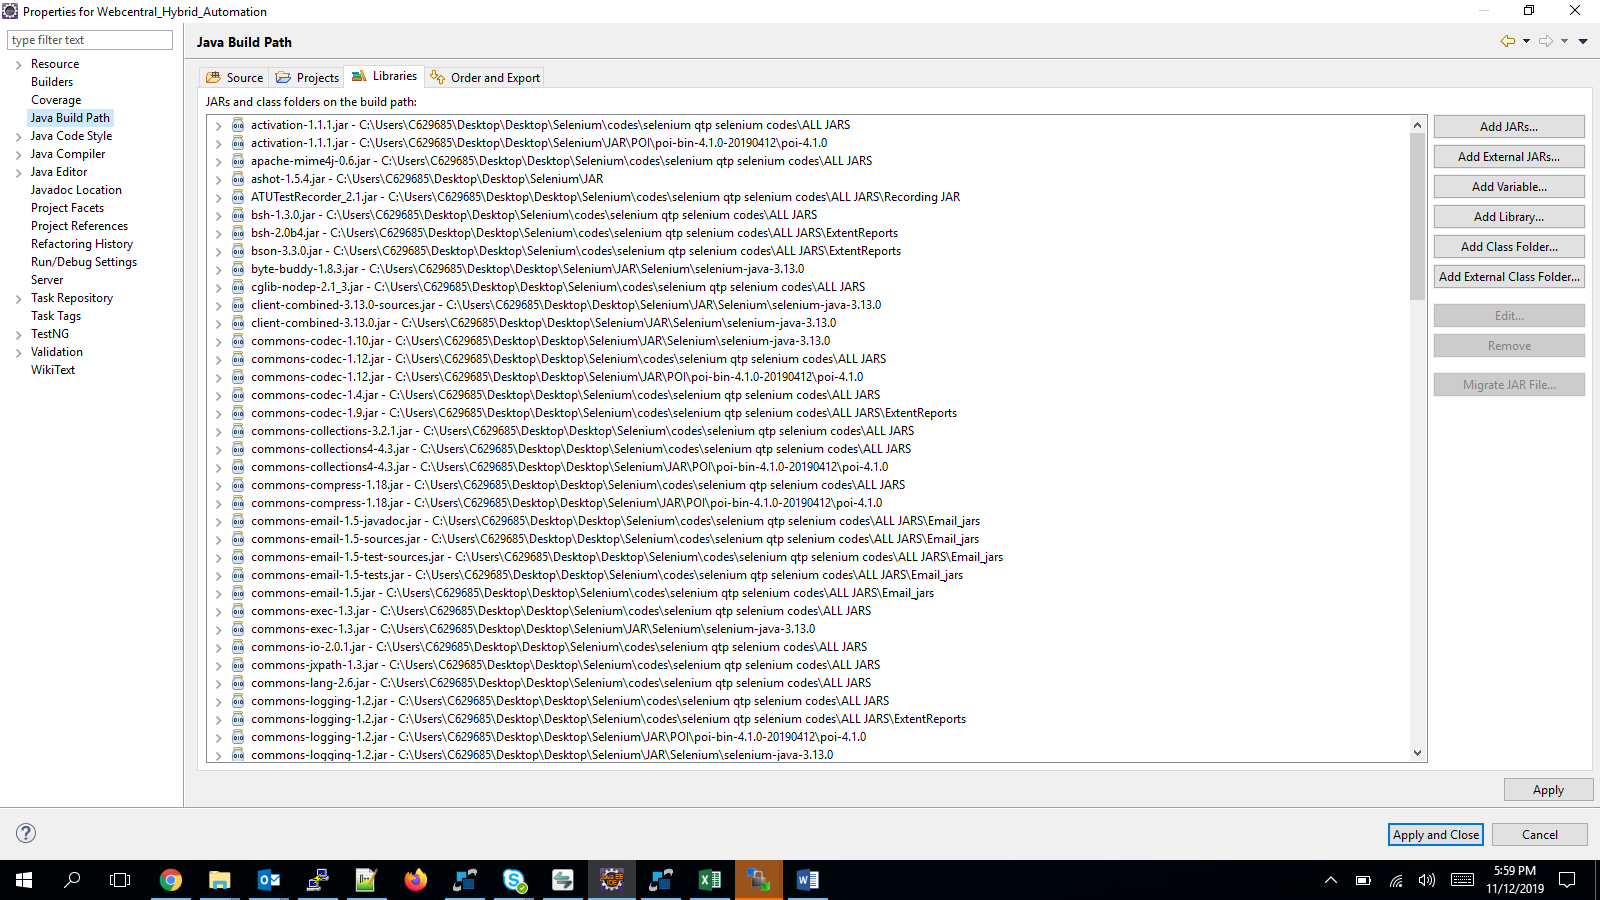 Properties for Webcentral_Hybrid_Automation
type filter text
Resource
Builders
Coverage
Java Build Path
Java Code Style
Java Compiler
Java Editor
Javadoc Location
Project Facets
Project References
Refactoring History
Run/Debug Settings
Server
Task Repository
Task Tags
TestNG
Validation
WikiText
Java Build Path
Source
Projects
Libraries
Order and Export
JARs and class folders on the build path:
activation-1.1.1.jar - C:\Users\C629685\Desktop\Desktop\Selenium\codes\selenium qtp selenium codes\ALL JARS
activation-1.1.1.jar - C:\Users\C629685\Desktop\Desktop\Selenium\JAR\POI\poi-bin-4.1.0-20190412\poi-4.1.0
apache-mime4j-0.6.jar - C:\Users\C629685\Desktop\Desktop\Selenium\codes\selenium qtp selenium codes\ALL JARS
ashot-1.5.4.jar - C:\Users\C629685\Desktop\Desktop\Selenium\JAR
ATUTestRecorder_2.1.jar - C:\Users\C629685\Desktop\Desktop\Selenium\codes\selenium qtp selenium codes\ALL JARS\Recording JAR
bsh-1.3.0.jar - C:\Users\C629685\Desktop\Desktop\Selenium\codes\selenium qtp selenium codes\ALL JARS
bsh-2.0b4.jar - C:\Users\C629685\Desktop\Desktop\Selenium\codes\selenium qtp selenium codes\ALL JARS\ExtentReports
bson-3.3.0.jar - C:\Users\C629685\Desktop\Desktop\Selenium\codes\selenium qtp selenium codes\ALL JARS\ExtentReports
byte-buddy-1.8.3.jar - C:\Users\C629685\Desktop\Desktop\Selenium\JAR\Selenium\selenium-java-3.13.0
cglib-nodep-2.1_3.jar - C:\Users\C629685\Desktop\Desktop\Selenium\codes\selenium qtp selenium codes\ALL JARS
client-combined-3.13.0-sources.jar - C:\Users\C629685\Desktop\Desktop\Selenium\JAR\Selenium\selenium-java-3.13.0
client-combined-3.13.0.jar - C:\Users\C629685\Desktop\Desktop\Selenium\JAR\Selenium\selenium-java-3.13.0
commons-codec-1.10.jar - C:\Users\C629685\Desktop\Desktop\Selenium\JAR\Selenium\selenium-java-3.13.0
commons-codec-1.12.jar - C:\Users\C629685\Desktop\Desktop\Selenium\codes\selenium qtp selenium codes\ALL JARS
commons-codec-1.12.jar - C:\Users\C629685\Desktop\Desktop\Selenium\JAR\POI\poi-bin-4.1.0-20190412\poi-4.1.0
commons-codec-1.4.jar - C:\Users\C629685\Desktop\Desktop\Selenium\codes\selenium qtp selenium codes\ALL JARS
commons-codec-1.9.jar - C:\Users\C629685\Desktop\Desktop\Selenium\codes\selenium qtp selenium codes\ALL JARS\ExtentReports
commons-collections-3.2.1.jar - C:\Users\C629685\Desktop\Desktop\Selenium\codes\selenium qtp selenium codes\ALL JARS
commons-collections4-4.3.jar - C:\Users\C629685\Desktop\Desktop\Selenium\codes\selenium qtp selenium codes\ALL JARS
commons-collections4-4.3.jar - C:\Users\C629685\Desktop\Desktop\Selenium\JAR\POI\poi-bin-4.1.0-20190412\poi-4.1.0
commons-compress-1.18.jar - C:\Users\C629685\Desktop\Desktop\Selenium\codes\selenium qtp selenium codes\ALL JARS
commons-compress-1.18.jar - C:\Users\C629685\Desktop\Desktop\Selenium\JAR\POI\poi-bin-4.1.0-20190412\poi-4.1.0
commons-email-1.5-javadoc.jar - C:\Users\C629685\Desktop\Desktop\Selenium\codes\selenium qtp selenium codes\ALL JARS\Email_jars
commons-email-1.5-sources.jar - C:\Users\C629685\Desktop\Desktop\Selenium\codes\selenium qtp selenium codes\ALL JARS\Email_jars
commons-email-1.5-test-sources.jar - C:\Users\C629685\Desktop\Desktop\Selenium\codes\selenium qtp selenium codes\ALL JARS\Email_jars
commons-email-1.5-tests.jar - C:\Users\C629685\Desktop\Desktop\Selenium\codes\selenium qtp selenium codes\ALL JARS\Email_jars
commons-email-1.5.jar - C:\Users\C629685\Desktop\Desktop\Selenium\codes\selenium qtp selenium codes\ALL JARS\Email_jars
commons-exec-1.3.jar - C:\Users\C629685\Desktop\Desktop\Selenium\codes\selenium qtp selenium codes\ALL JARS
commons-exec-1.3.jar - C:\Users\C629685\Desktop\Desktop\Selenium\JAR\Selenium\selenium-java-3.13.0
commons-io-2.0.1.jar - C:\Users\C629685\Desktop\Desktop\Selenium\codes\selenium qtp selenium codes\ALL JARS
commons-jxpath-1.3.jar - C:\Users\C629685\Desktop\Desktop\Selenium\codes\selenium qtp selenium codes\ALL JARS
commons-lang-2.6.jar - C:\Users\C629685\Desktop\Desktop\Selenium\codes\selenium qtp selenium codes\ALL JARS
commons-logging-1.2.jar - C:\Users\C629685\Desktop\Desktop\Selenium\codes\selenium qtp selenium codes\ALL JARS
commons-logging-1.2.jar - C:\Users\C629685\Desktop\Desktop\Selenium\codes\selenium qtp selenium codes\ALL JARS\ExtentReports
commons-logging-1.2.jar - C:\Users\C629685\Desktop\Desktop\Selenium\JAR\POI\poi-bin-4.1.0-20190412\poi-4.1.0
commons-logging-1.2.jar - C:\Users\C629685\Desktop\Desktop\Selenium\JAR\Selenium\selenium-java-3.13.0
Add JARs...
Add External JARs...
Add Variable...
Add Library...
Add Class Folder...
Add External Class Folder...
Edit...
Remove
Migrate JAR File...
Apply
Apply and Close
Cancel
5:59 PM
11/12/2019